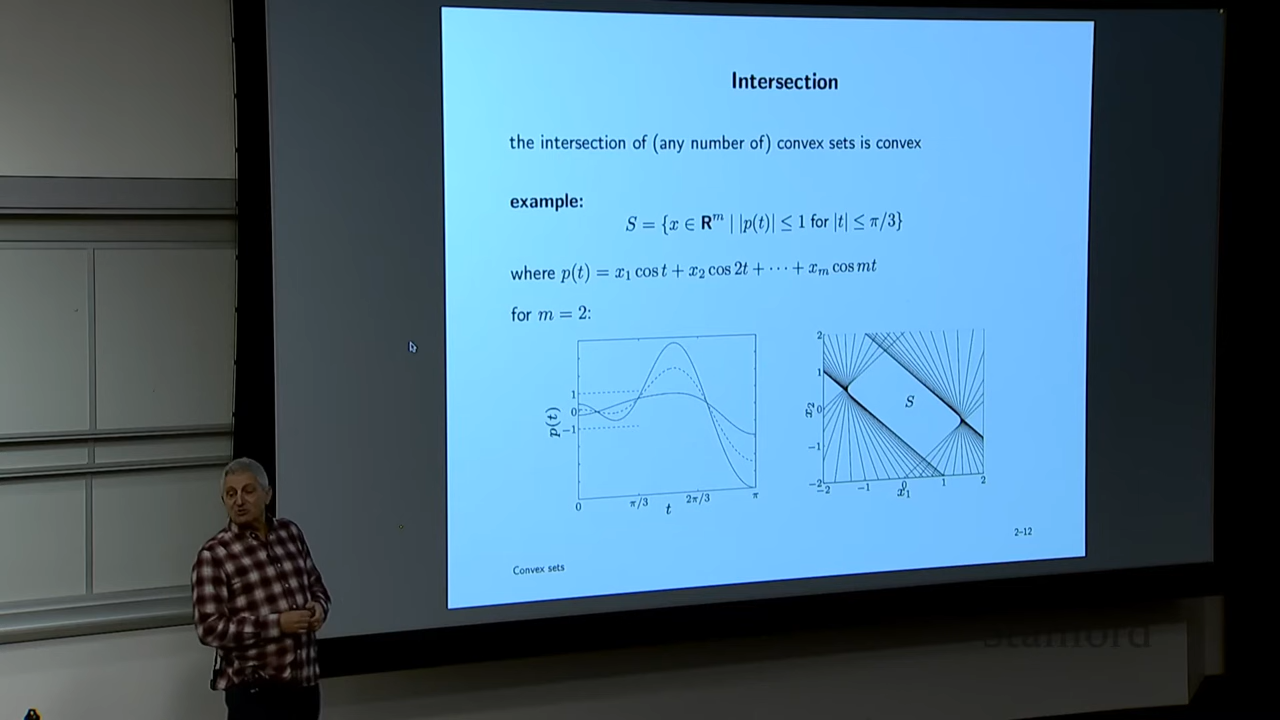 Intersection
the intersection of (any number of) convex sets is convex
example:
S = {x ∈ R^m | |p(t)| ≤ 1 for |t| ≤ π/3}
where p(t) = x_1 cos t + x_2 cos 2t + ··· + x_m cos mt
for m = 2:
1
0
−1
p(t)
0
π/3
2π/3
π
t
2
1
0
−1
−2
x_2
S
−2
−1
0
1
2
x_1
2–12
Convex sets
Stanford